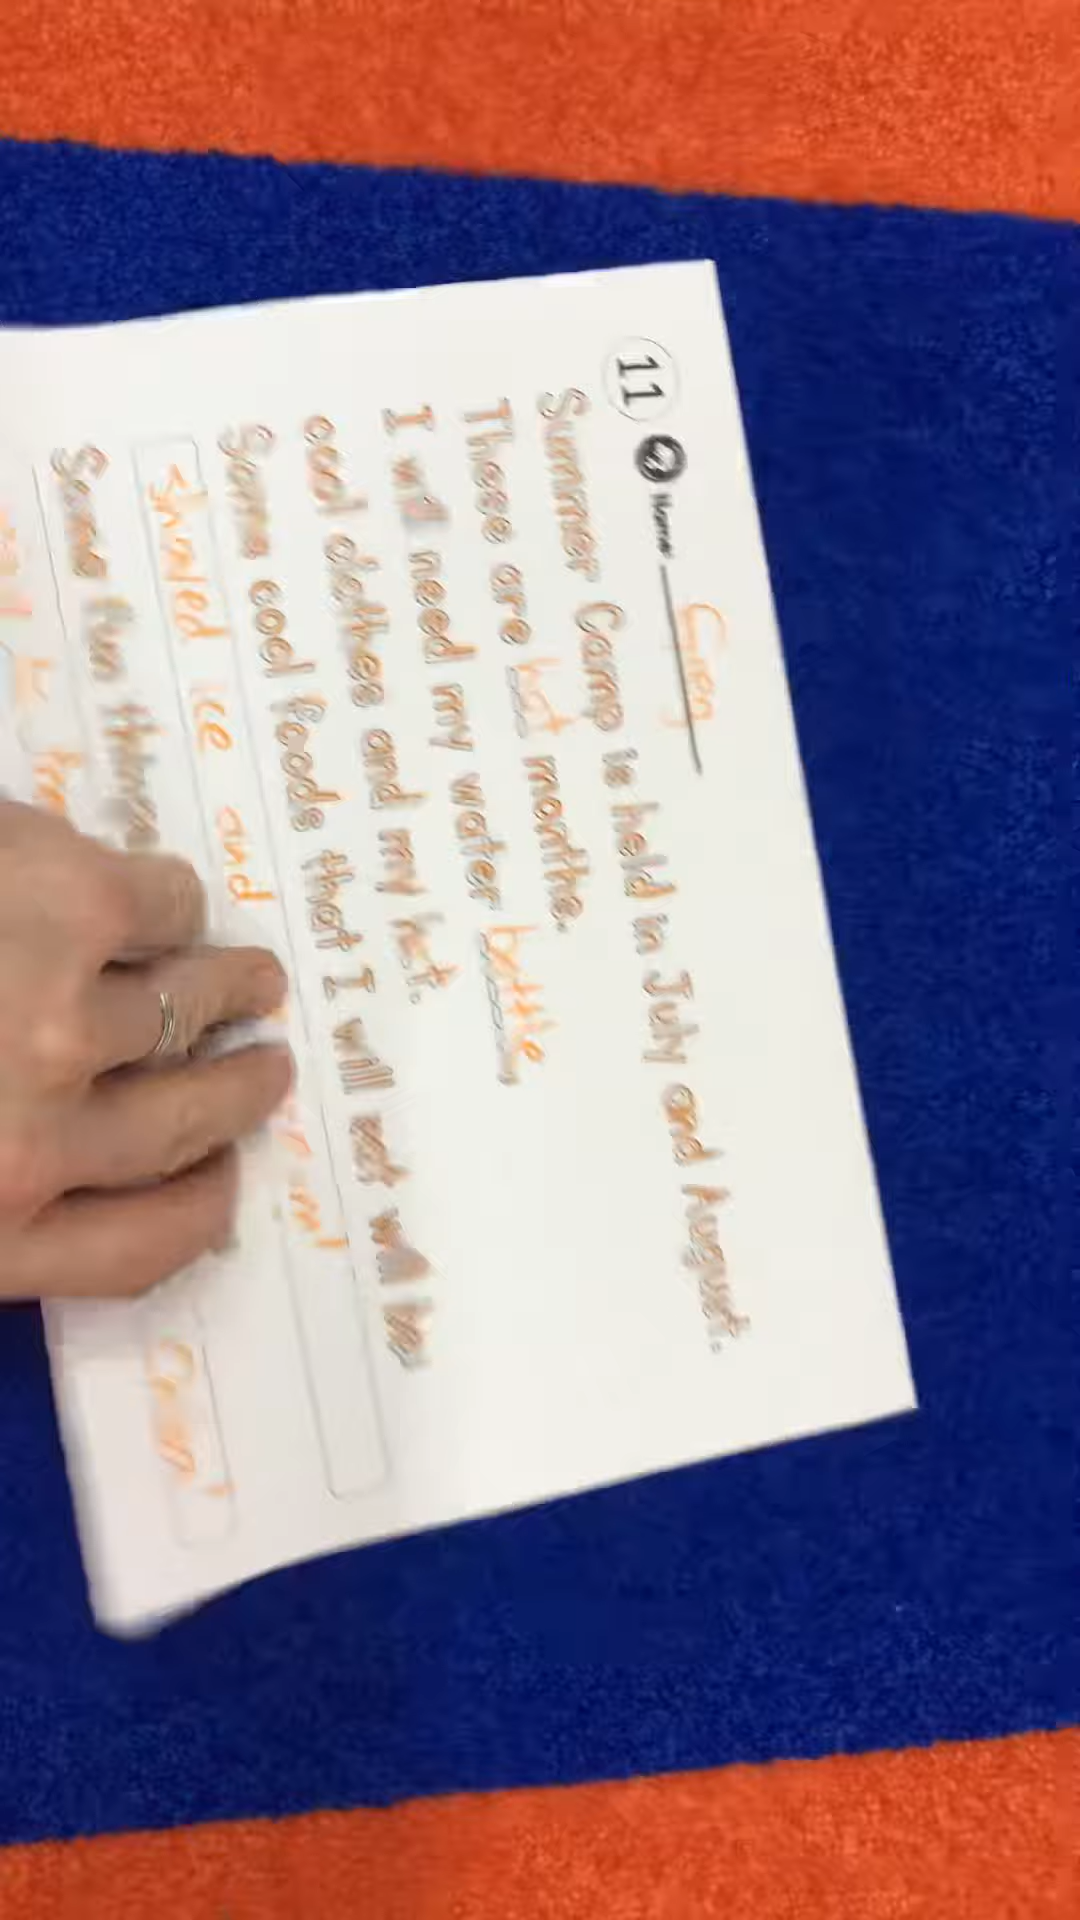 11 Name: Greg
Summer Camp is held in July and August.
These are hot months.
I will need my water bottle,
cool clothes and my hat.
Some cool foods that I will eat will be
shaved ice and
Some fun things